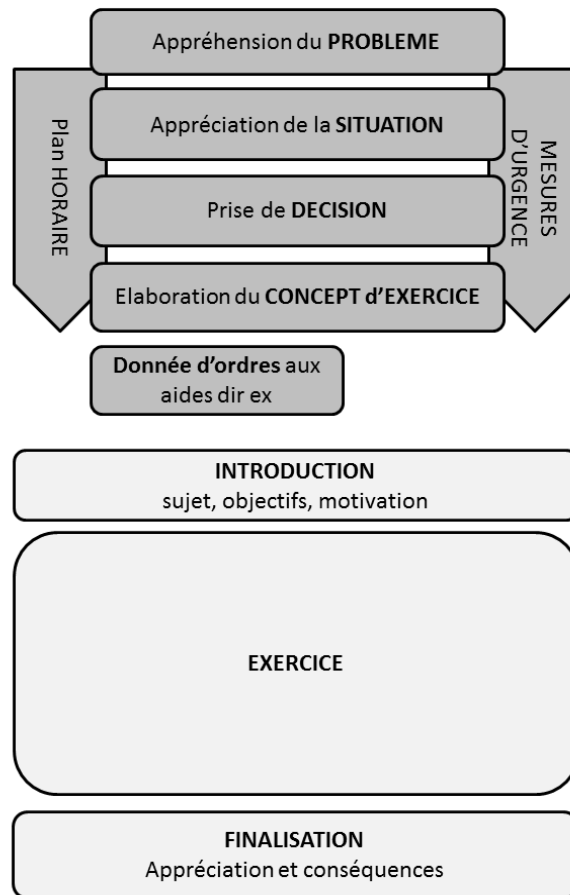 Appréhension du PROBLEME
Plan HORAIRE
Appréciation de la SITUATION
MESURES
D'URGENCE
Prise de DECISION
Elaboration du CONCEPT d'EXERCICE
Donnée d'ordres aux
aides dir ex
INTRODUCTION
sujet, objectifs, motivation
EXERCICE
FINALISATION
Appréciation et conséquences